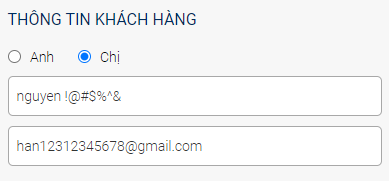 THÔNG TIN KHÁCH HÀNG
Anh Chị
nguyen !@#$%^&
han12312345678@gmail.com